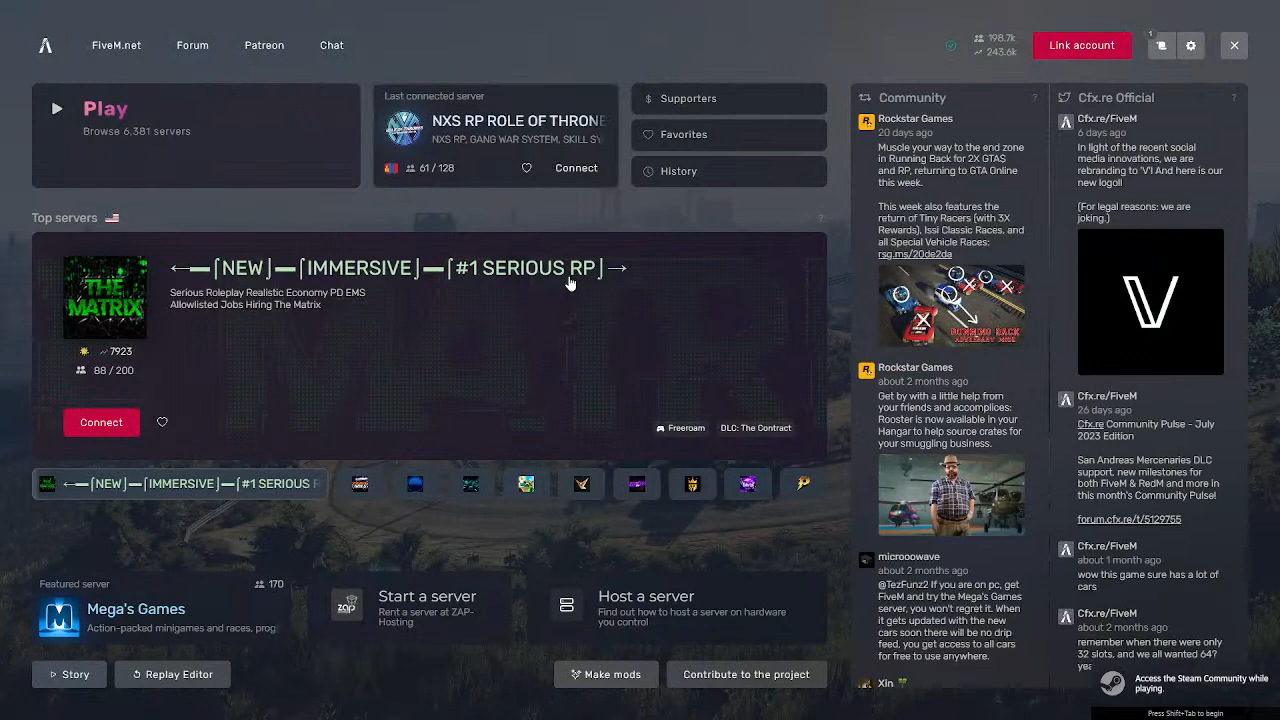 FiveM.net
Forum
Patreon
Chat
198.7k
243.6k
Link account
1
Play
Browse 6,381 servers
Last connected server
NXS RP ROLE OF THRONE
NXS RP, GANG WAR SYSTEM, SKILL SY
61 / 128
Connect
$ Supporters
Favorites
History
Top servers
?
THE MATRIX
←—⌈NEW⌋—⌈IMMERSIVE⌋—⌈#1 SERIOUS RP⌋→
Serious Roleplay Realistic Economy PD EMS
Allowlisted Jobs Hiring The Matrix
7923
88 / 200
Connect
Freeroam
DLC: The Contract
←—⌈NEW⌋—⌈IMMERSIVE⌋—⌈#1 SERIOUS R
Featured server
170
Mega's Games
Action-packed minigames and races, prog
ZAP
Start a server
Rent a server at ZAP-
Hosting
Host a server
Find out how to host a server on hardware
you control
Story
Replay Editor
Make mods
Contribute to the project
Community
?
Rockstar Games
20 days ago
Muscle your way to the end zone
in Running Back for 2X GTA$
and RP, returning to GTA Online
this week.
This week also features the
return of Tiny Racers (with 3X
Rewards), Issi Classic Races, and
all Special Vehicle Races:
rsg.ms/20de2da
RUNNING BACK
ADVERSARY MODE
Rockstar Games
about 2 months ago
Get by with a little help from
your friends and accomplices:
Rooster is now available in your
Hangar to help source crates for
your smuggling business.
microoowave
about 2 months ago
@TezFunz2 If you are on pc, get
FiveM and try the Mega's Games
server, you won't regret it. When
it gets updated with the new
cars soon there will be no drip
feed, you get access to all cars
for free to use anywhere.
Xin
Cfx.re Official
?
Cfx.re/FiveM
6 days ago
In light of the recent social
media innovations, we are
rebranding to 'V'! And here is our
new logo!!
(For legal reasons: we are
joking.)
V
Cfx.re/FiveM
26 days ago
Cfx.re Community Pulse - July
2023 Edition
San Andreas Mercenaries DLC
support, new milestones for
both FiveM & RedM and more in
this month's Community Pulse!
forum.cfx.re/t/5129755
Cfx.re/FiveM
about 1 month ago
wow this game sure has a lot of
cars
Cfx.re/FiveM
about 2 months ago
remember when there were only
32 slots, and we all wanted 64?
Access the Steam Community while
playing.
Press Shift+Tab to begin